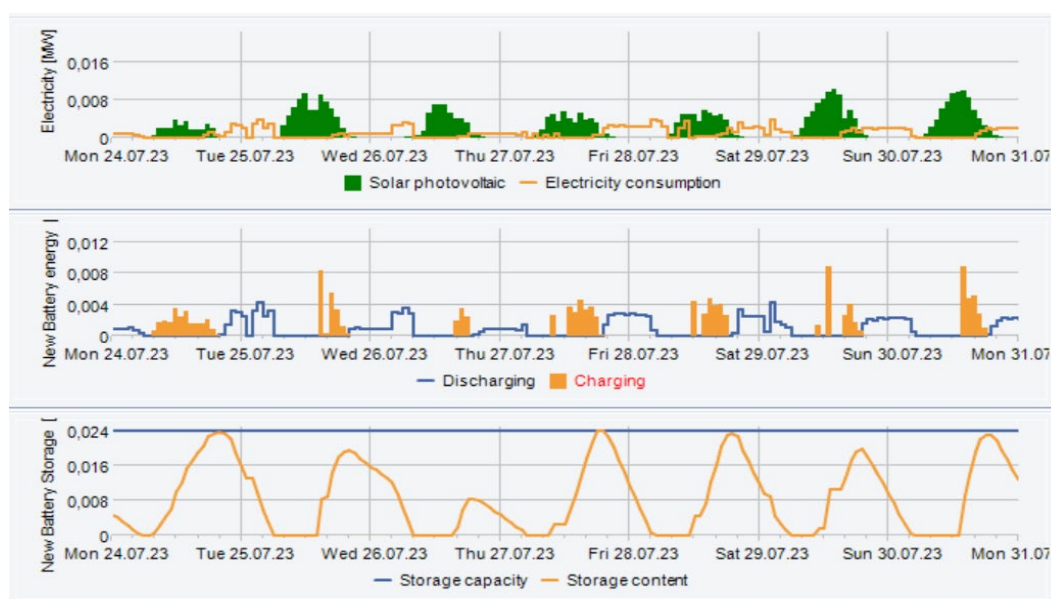 Electricity [MW]
0,016
0,008
0
Mon 24.07.23 Tue 25.07.23 Wed 26.07.23 Thu 27.07.23 Fri 28.07.23 Sat 29.07.23 Sun 30.07.23 Mon 31.07
Solar photovoltaic Electricity consumption
New Battery energy [
0,012
0,008
0,004
0
Mon 24.07.23 Tue 25.07.23 Wed 26.07.23 Thu 27.07.23 Fri 28.07.23 Sat 29.07.23 Sun 30.07.23 Mon 31.07
Discharging Charging
New Battery Storage [
0,024
0,016
0,008
0
Mon 24.07.23 Tue 25.07.23 Wed 26.07.23 Thu 27.07.23 Fri 28.07.23 Sat 29.07.23 Sun 30.07.23 Mon 31.07
Storage capacity Storage content